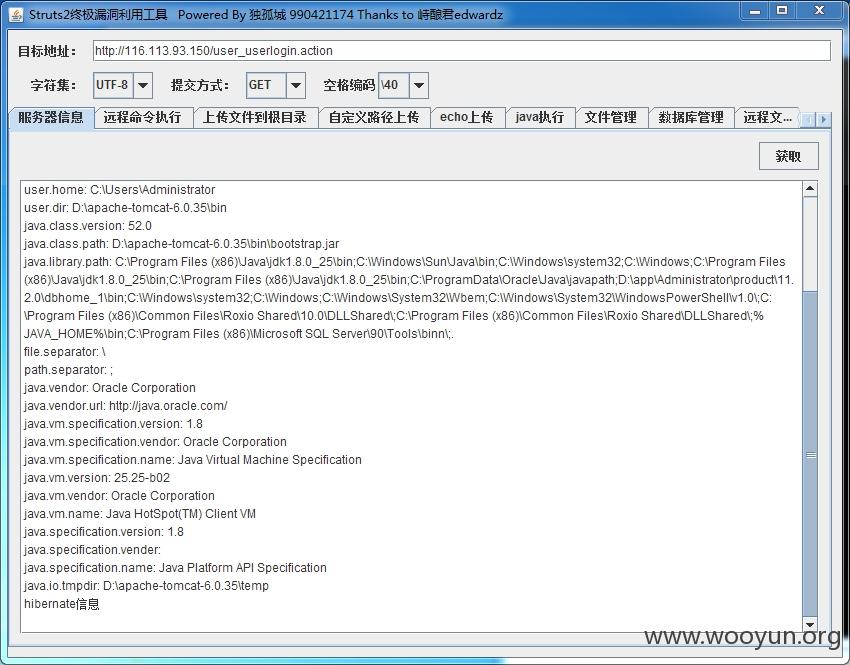 Struts2终极漏洞利用工具 Powered By 独孤城 990421174 Thanks to 峙酿君edwardz
目标地址： http://116.113.93.150/user_userlogin.action
字符集： UTF-8 提交方式： GET 空格编码 \40
服务器信息 远程命令执行 上传文件到根目录 自定义路径上传 echo上传 java执行 文件管理 数据库管理 远程文...
获取
user.home: C:\Users\Administrator
user.dir: D:\apache-tomcat-6.0.35\bin
java.class.version: 52.0
java.class.path: D:\apache-tomcat-6.0.35\bin\bootstrap.jar
java.library.path: C:\Program Files (x86)\Java\jdk1.8.0_25\bin;C:\Windows\Sun\Java\bin;C:\Windows\system32;C:\Windows;C:\Program Files
(x86)\Java\jdk1.8.0_25\bin;C:\Program Files (x86)\Java\jdk1.8.0_25\bin;C:\ProgramData\Oracle\Java\javapath;D:\app\Administrator\product\11.
2.0\dbhome_1\bin;C:\Windows\system32;C:\Windows;C:\Windows\System32\Wbem;C:\Windows\System32\WindowsPowerShell\v1.0\;C:
\Program Files (x86)\Common Files\Roxio Shared\10.0\DLLShared\;C:\Program Files (x86)\Common Files\Roxio Shared\DLLShared\;%
JAVA_HOME%\bin;C:\Program Files (x86)\Microsoft SQL Server\90\Tools\binn\;.
file.separator: \
path.separator: ;
java.vendor: Oracle Corporation
java.vendor.url: http://java.oracle.com/
java.vm.specification.version: 1.8
java.vm.specification.vendor: Oracle Corporation
java.vm.specification.name: Java Virtual Machine Specification
java.vm.version: 25.25-b02
java.vm.vendor: Oracle Corporation
java.vm.name: Java HotSpot(TM) Client VM
java.specification.version: 1.8
java.specification.vender:
java.specification.name: Java Platform API Specification
java.io.tmpdir: D:\apache-tomcat-6.0.35\temp
hibernate信息
www.wooyun.org